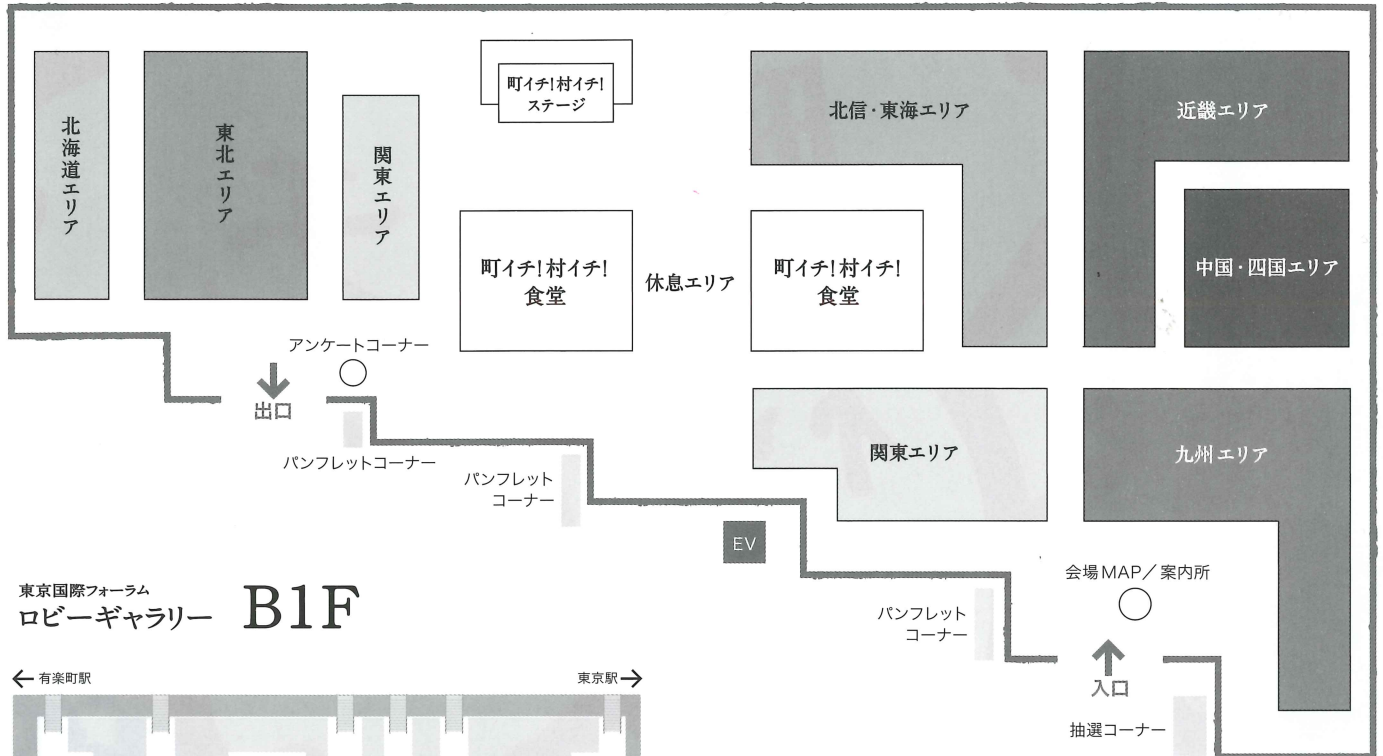 町イチ!村イチ!
ステージ
北海道エリア
東北エリア
関東エリア
北信・東海エリア
近畿エリア
町イチ!村イチ!
食堂
休息エリア
町イチ!村イチ!
食堂
中国・四国エリア
アンケートコーナー
出口
パンフレットコーナー
パンフレット
コーナー
関東エリア
九州エリア
EV
会場MAP/案内所
パンフレット
コーナー
入口
抽選コーナー
東京国際フォーラム
ロビーギャラリー B1F
←有楽町駅
東京駅→